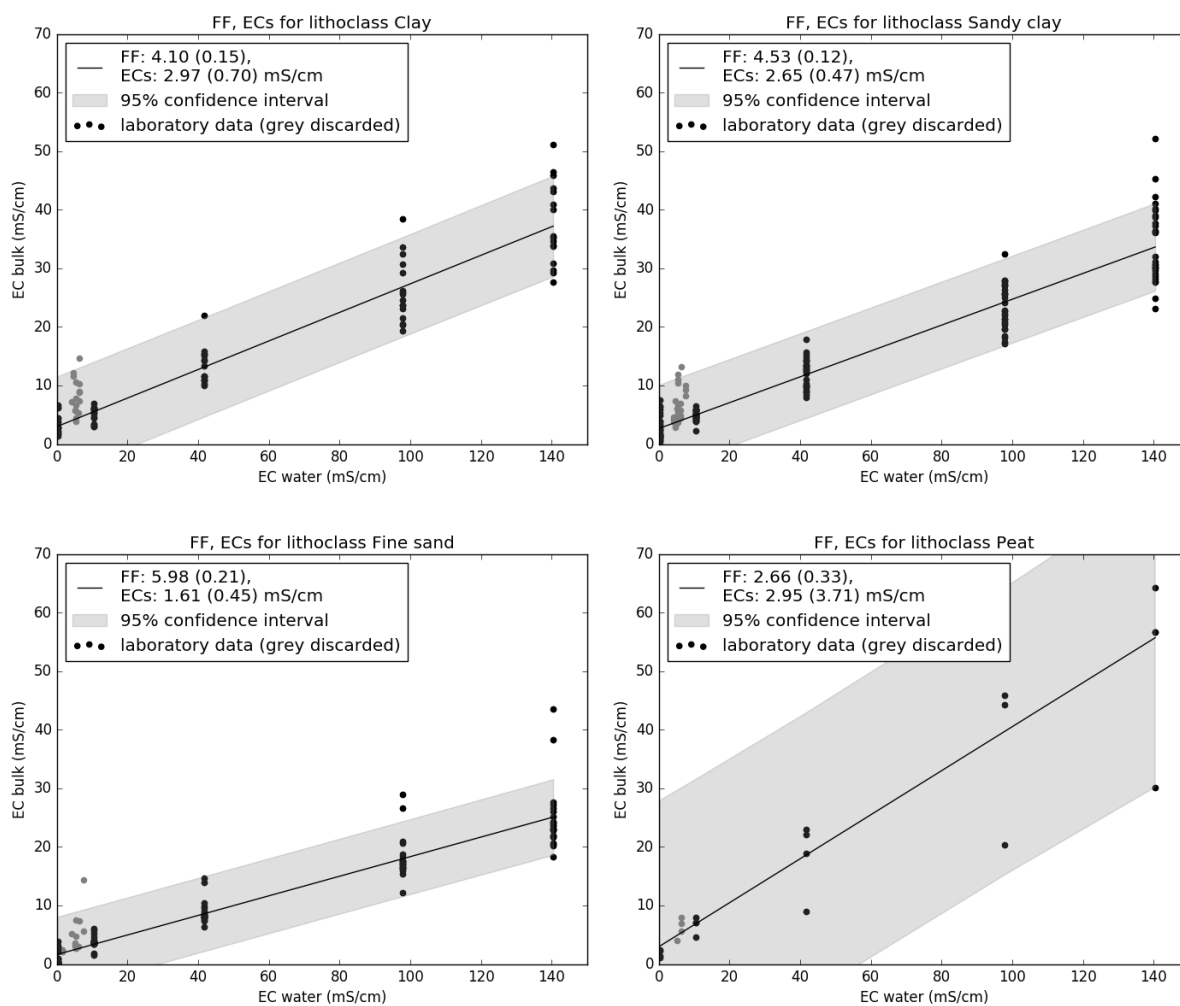 FF, ECs for lithoclass Clay
FF: 4.10 (0.15),
ECs: 2.97 (0.70) mS/cm
95% confidence interval
laboratory data (grey discarded)
70
60
50
40
30
20
10
0
EC bulk (mS/cm)
0 20 40 60 80 100 120 140
EC water (mS/cm)
FF, ECs for lithoclass Sandy clay
FF: 4.53 (0.12),
ECs: 2.65 (0.47) mS/cm
95% confidence interval
laboratory data (grey discarded)
70
60
50
40
30
20
10
0
EC bulk (mS/cm)
0 20 40 60 80 100 120 140
EC water (mS/cm)
FF, ECs for lithoclass Fine sand
FF: 5.98 (0.21),
ECs: 1.61 (0.45) mS/cm
95% confidence interval
laboratory data (grey discarded)
70
60
50
40
30
20
10
0
EC bulk (mS/cm)
0 20 40 60 80 100 120 140
EC water (mS/cm)
FF, ECs for lithoclass Peat
FF: 2.66 (0.33),
ECs: 2.95 (3.71) mS/cm
95% confidence interval
laboratory data (grey discarded)
70
60
50
40
30
20
10
0
EC bulk (mS/cm)
0 20 40 60 80 100 120 140
EC water (mS/cm)